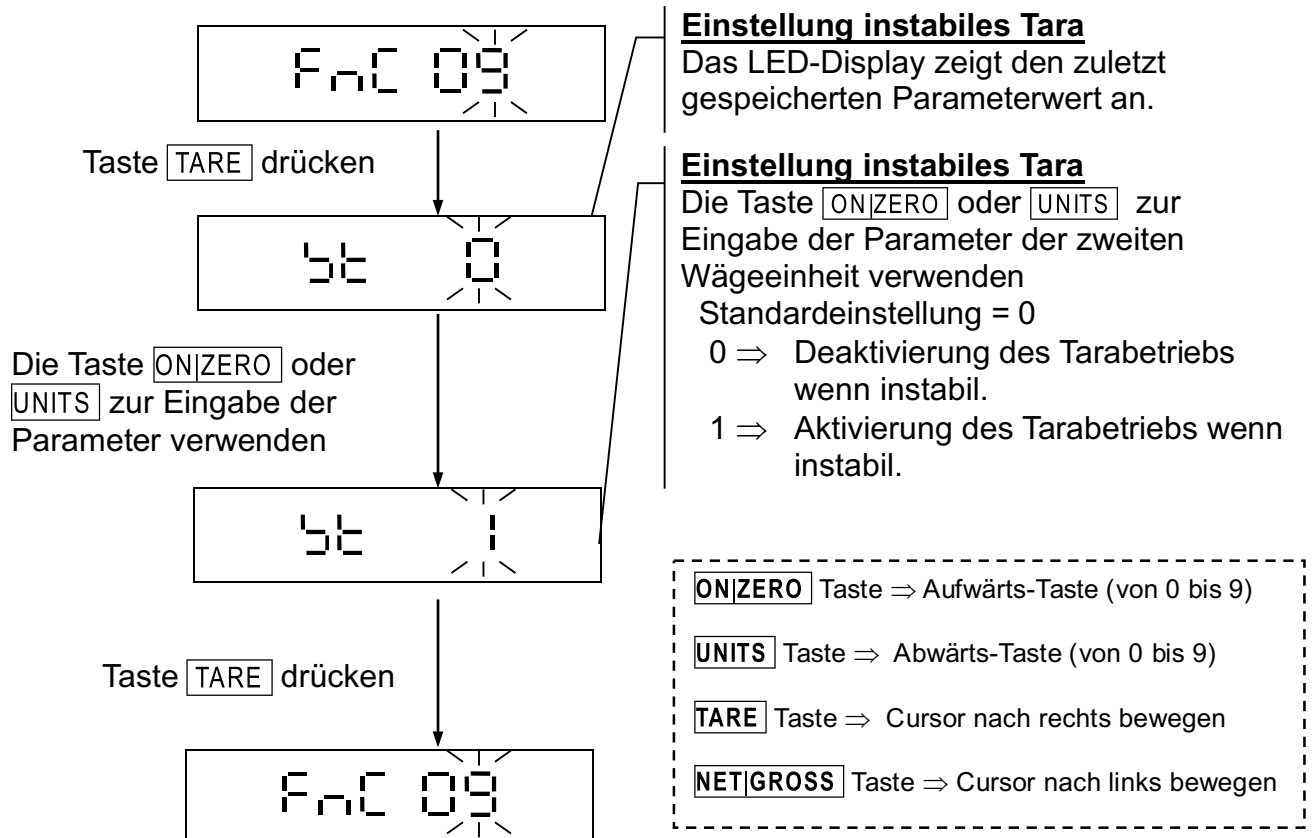 FnC 09
Taste TARE drücken
St 0
Die Taste ON|ZERO oder
UNITS zur Eingabe der
Parameter verwenden
St 1
Taste TARE drücken
FnC 09
Einstellung instabiles Tara
Das LED-Display zeigt den zuletzt
gespeicherten Parameterwert an.
Einstellung instabiles Tara
Die Taste ON|ZERO oder UNITS zur
Eingabe der Parameter der zweiten
Wägeeinheit verwenden
Standardeinstellung = 0
0 ⇒ Deaktivierung des Tarabetriebs
wenn instabil.
1 ⇒ Aktivierung des Tarabetriebs wenn
instabil.
ON|ZERO Taste ⇒ Aufwärts-Taste (von 0 bis 9)
UNITS Taste ⇒ Abwärts-Taste (von 0 bis 9)
TARE Taste ⇒ Cursor nach rechts bewegen
NET|GROSS Taste ⇒ Cursor nach links bewegen